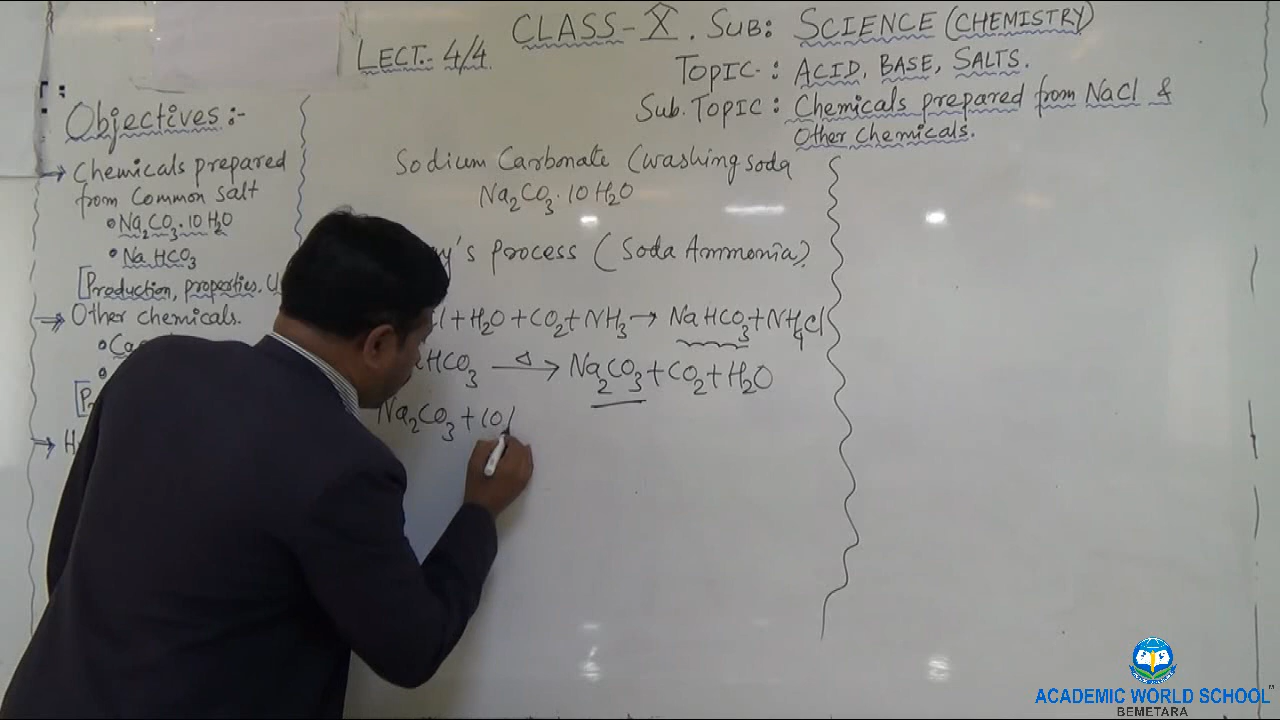 CLASS-X. SUB: SCIENCE (CHEMISTRY)
LECT:- 4/4
TOPIC: ACID, BASE, SALTS.
SUB. TOPIC: Chemicals prepared from NaCl &
Other Chemicals.
Objectives:-
→ Chemicals prepared
from Common salt
• Na₂CO₃·10H₂O
• NaHCO₃
[Production, properties,
⇒ Other chemicals.
Sodium Carbonate (washing soda
Na₂CO₃·10H₂O
process (Soda Ammonia).
+H₂O+CO₂+NH₃→NaHCO₃+NH₄Cl
HCO₃ —Δ→ Na₂CO₃+CO₂+H₂O
Na₂CO₃+10
ACADEMIC WORLD SCHOOL
BEMETARA